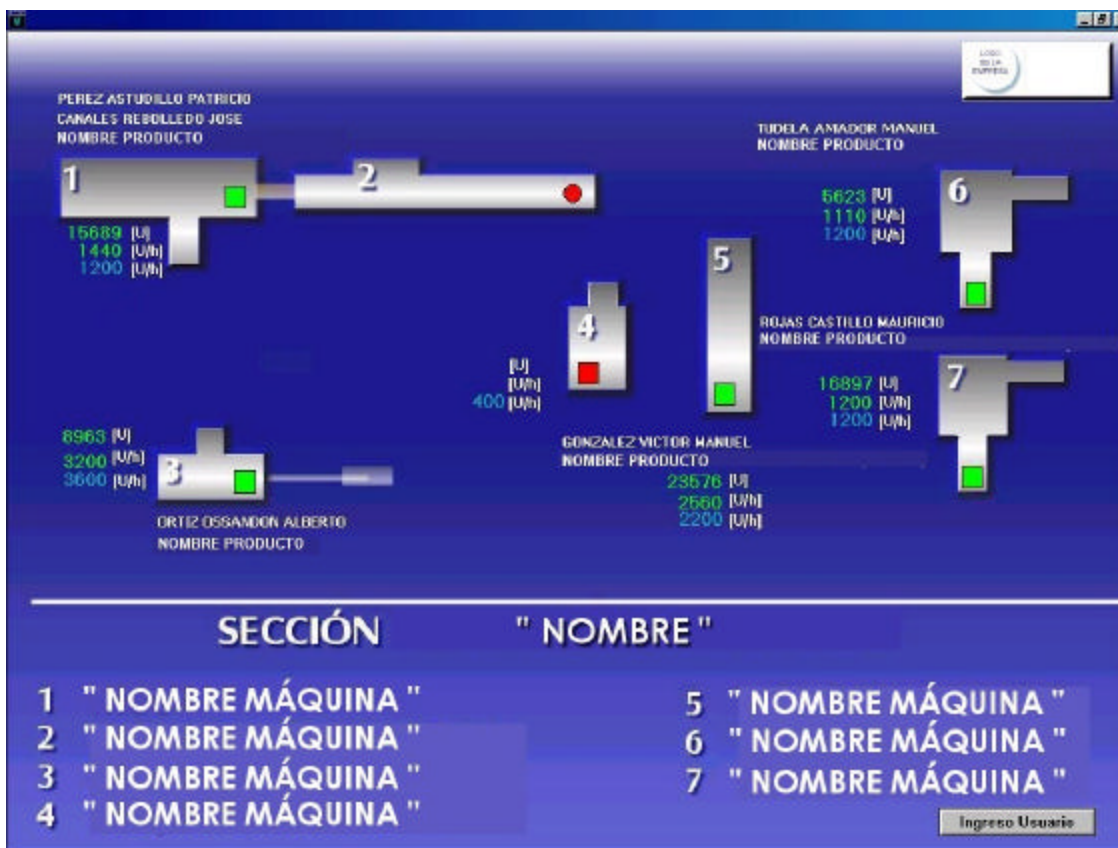 LOGO
DE LA
EMPRESA
PEREZ ASTUDILLO PATRICIO
CANALES REBOLLEDO JOSE
NOMBRE PRODUCTO
1
2
15689 [U]
1440 [U/h]
1200 [U/h]
TUDELA AMADOR MANUEL
NOMBRE PRODUCTO
5623 [U]
1110 [U/h]
1200 [U/h]
6
5
4
[U]
[U/h]
400 [U/h]
ROJAS CASTILLO MAURICIO
NOMBRE PRODUCTO
16897 [U]
1200 [U/h]
1200 [U/h]
7
8963 [U]
3200 [U/h]
3600 [U/h]
3
ORTIZ OSSANDON ALBERTO
NOMBRE PRODUCTO
GONZALEZ VICTOR MANUEL
NOMBRE PRODUCTO
23576 [U]
2560 [U/h]
2200 [U/h]
SECCIÓN " NOMBRE "
1 " NOMBRE MÁQUINA "
2 " NOMBRE MÁQUINA "
3 " NOMBRE MÁQUINA "
4 " NOMBRE MÁQUINA "
5 " NOMBRE MÁQUINA "
6 " NOMBRE MÁQUINA "
7 " NOMBRE MÁQUINA "
Ingreso Usuario